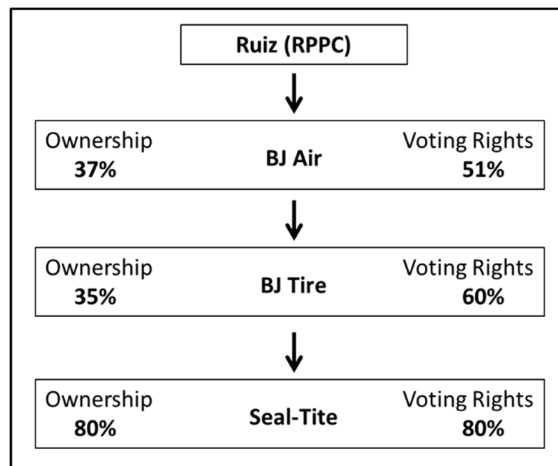 Ruiz (RPPC)
Ownership
37%
BJ Air
Voting Rights
51%
Ownership
35%
BJ Tire
Voting Rights
60%
Ownership
80%
Seal-Tite
Voting Rights
80%